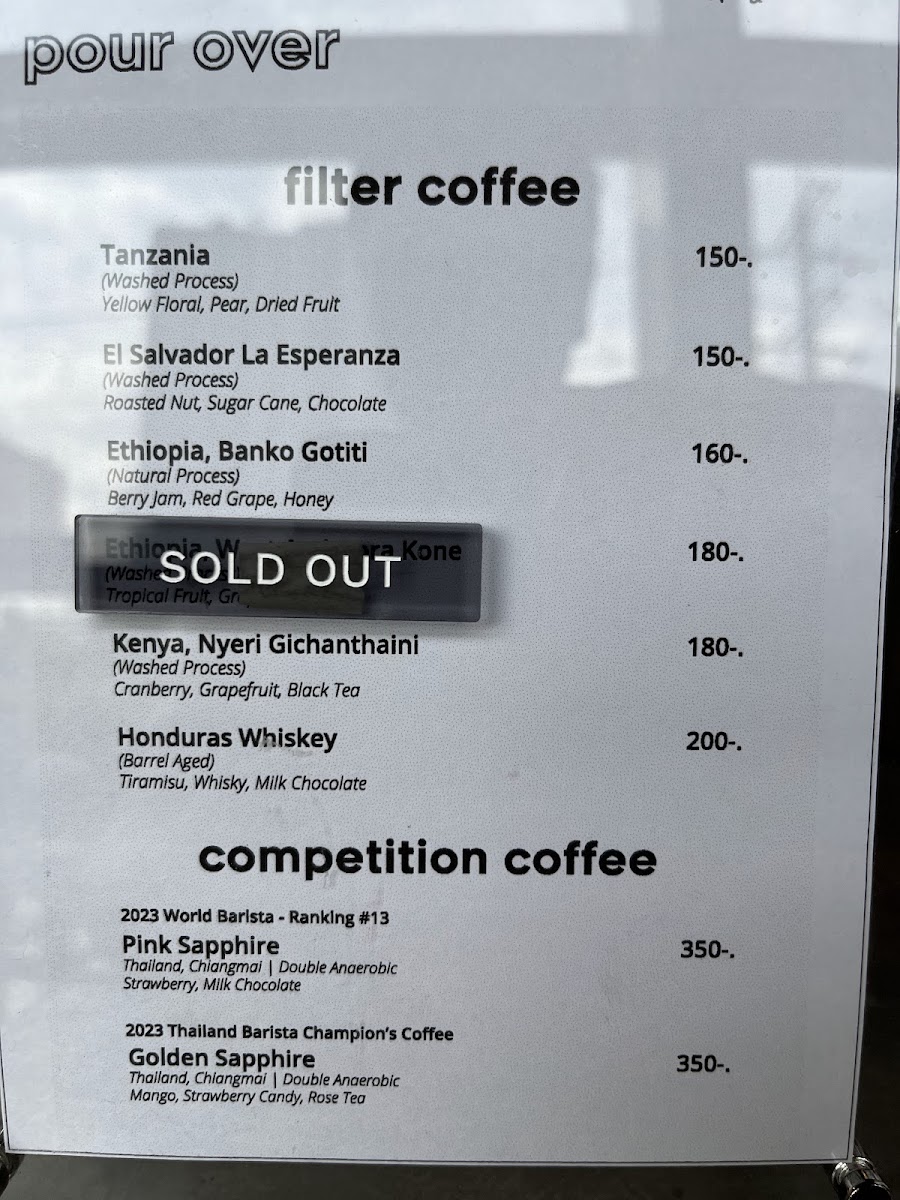 pour over
filter coffee
Tanzania 150-.
(Washed Process)
Yellow Floral, Pear, Dried Fruit
El Salvador La Esperanza 150-.
(Washed Process)
Roasted Nut, Sugar Cane, Chocolate
Ethiopia, Banko Gotiti 160-.
(Natural Process)
Berry Jam, Red Grape, Honey
Ethiopia, Kone 180-.
SOLD OUT
(Washed
Tropical Fruit,
Kenya, Nyeri Gichanthaini 180-.
(Washed Process)
Cranberry, Grapefruit, Black Tea
Honduras Whiskey 200-.
(Barrel Aged)
Tiramisu, Whisky, Milk Chocolate
competition coffee
2023 World Barista - Ranking #13
Pink Sapphire 350-.
Thailand, Chiangmai | Double Anaerobic
Strawberry, Milk Chocolate
2023 Thailand Barista Champion's Coffee
Golden Sapphire 350-.
Thailand, Chiangmai | Double Anaerobic
Mango, Strawberry Candy, Rose Tea